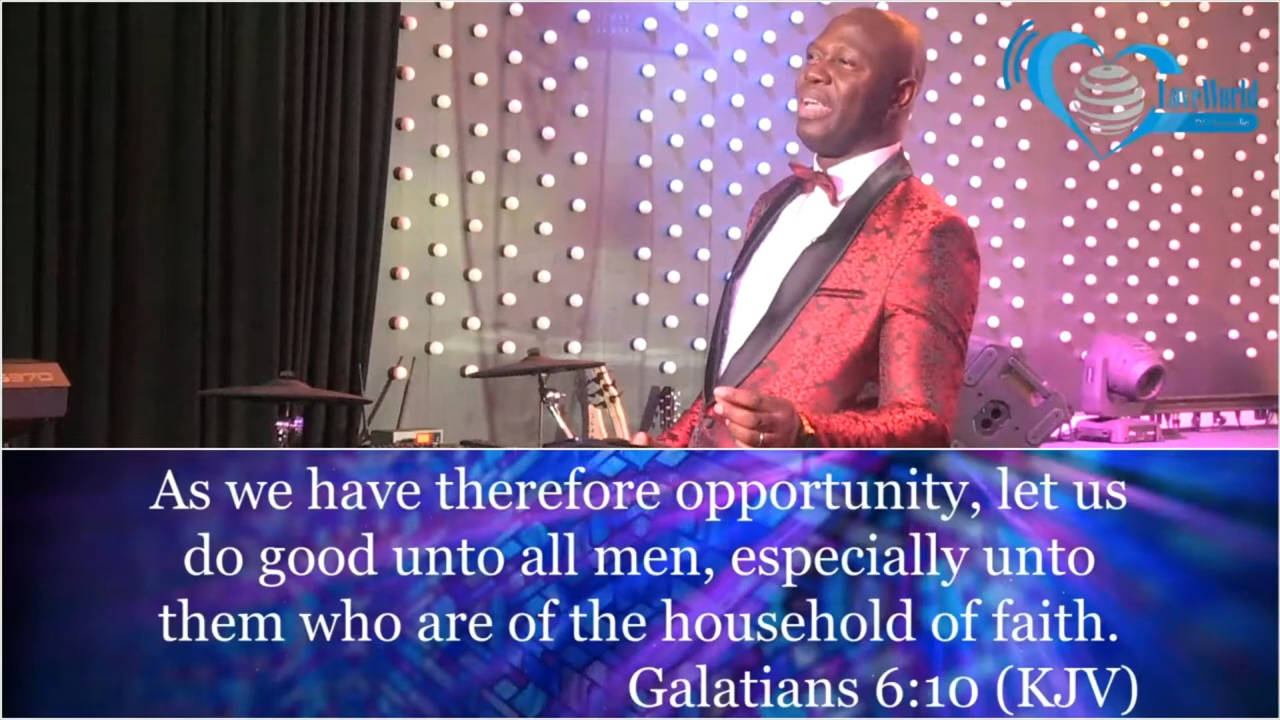 LoveWorld
As we have therefore opportunity, let us
do good unto all men, especially unto
them who are of the household of faith.
Galatians 6:10 (KJV)